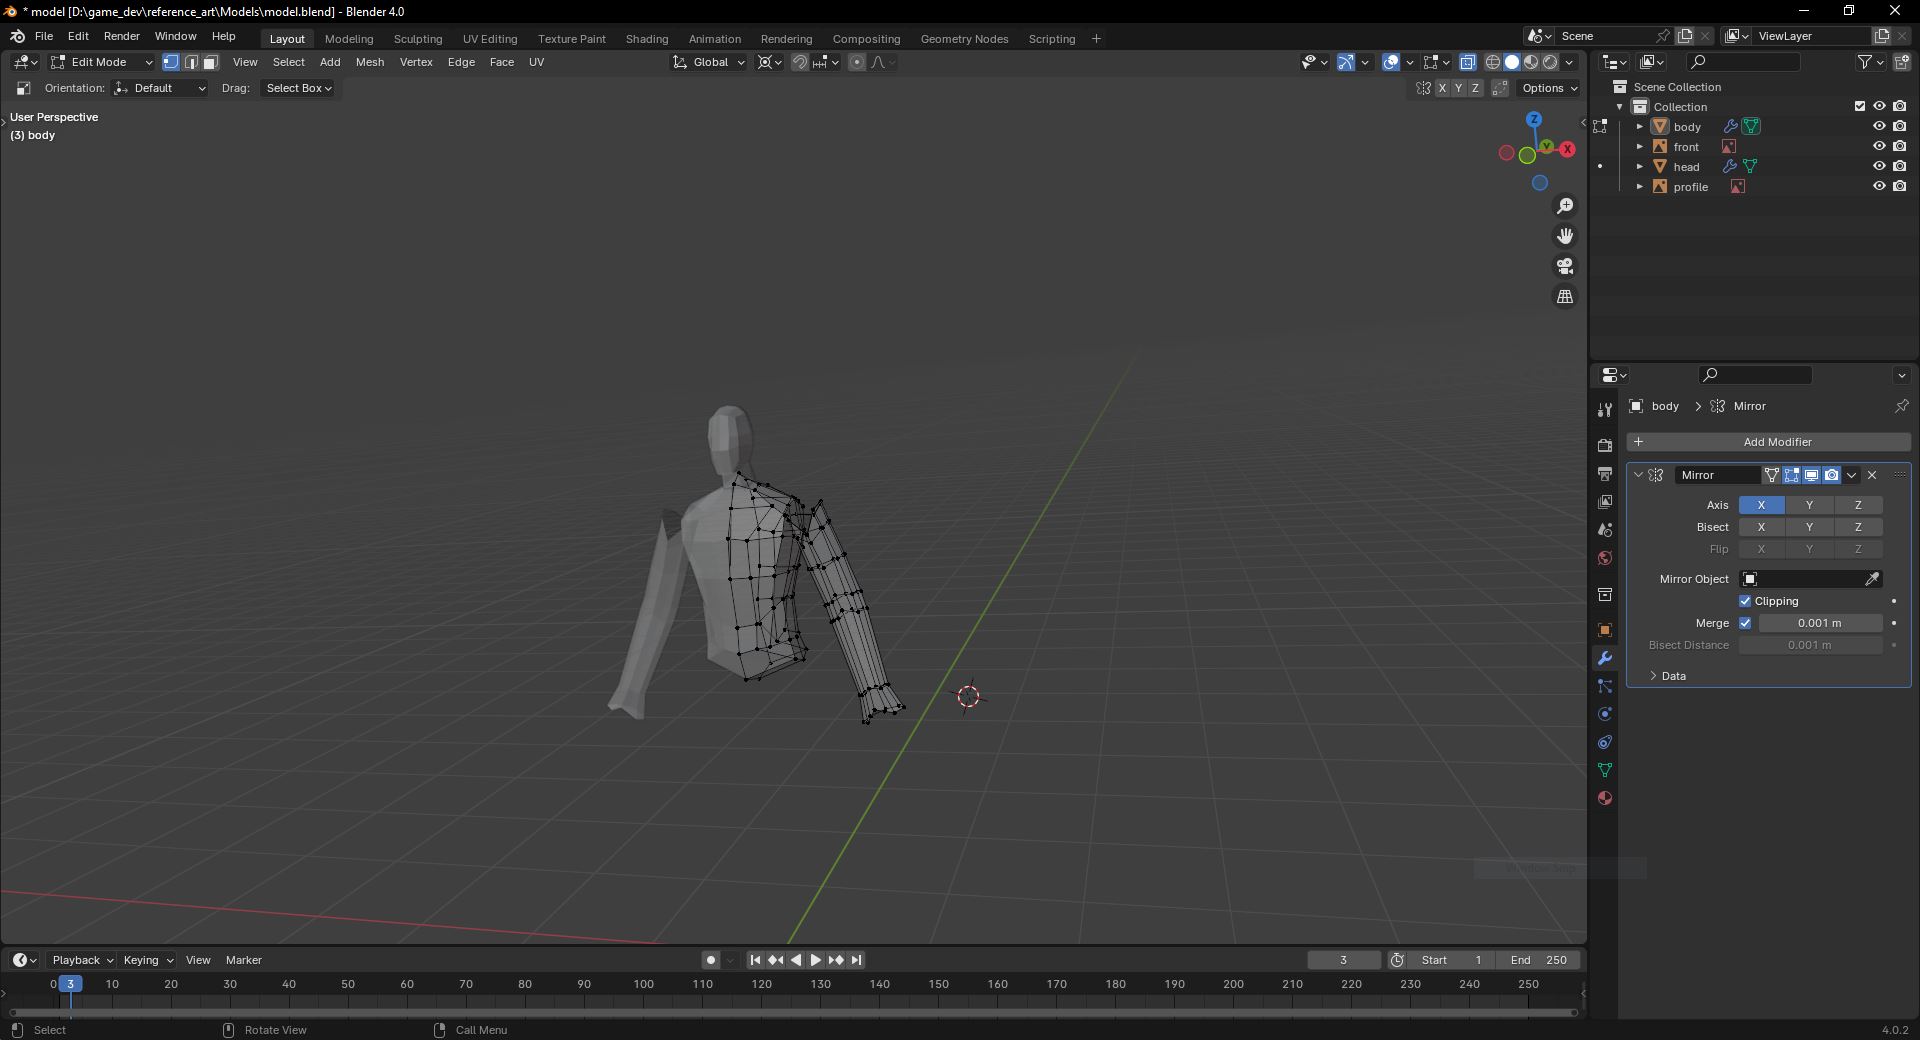 * model [D:\game_dev\reference_art\Models\model.blend] - Blender 4.0
File Edit Render Window Help Layout Modeling Sculpting UV Editing Texture Paint Shading Animation Rendering Compositing Geometry Nodes Scripting + Scene ViewLayer
Edit Mode View Select Add Mesh Vertex Edge Face UV Global
Orientation: Default Drag: Select Box X Y Z Options
User Perspective
(3) body
Z
Y
X
Scene Collection
Collection
body
front
head
profile
body > Mirror
+ Add Modifier
Mirror
Axis X Y Z
Bisect X Y Z
Flip X Y Z
Mirror Object
Clipping
Merge 0.001 m
Bisect Distance 0.001 m
Data
Window Snip
Playback Keying View Marker 3 Start 1 End 250
0 3 10 20 30 40 50 60 70 80 90 100 110 120 130 140 150 160 170 180 190 200 210 220 230 240 250
Select Rotate View Call Menu 4.0.2